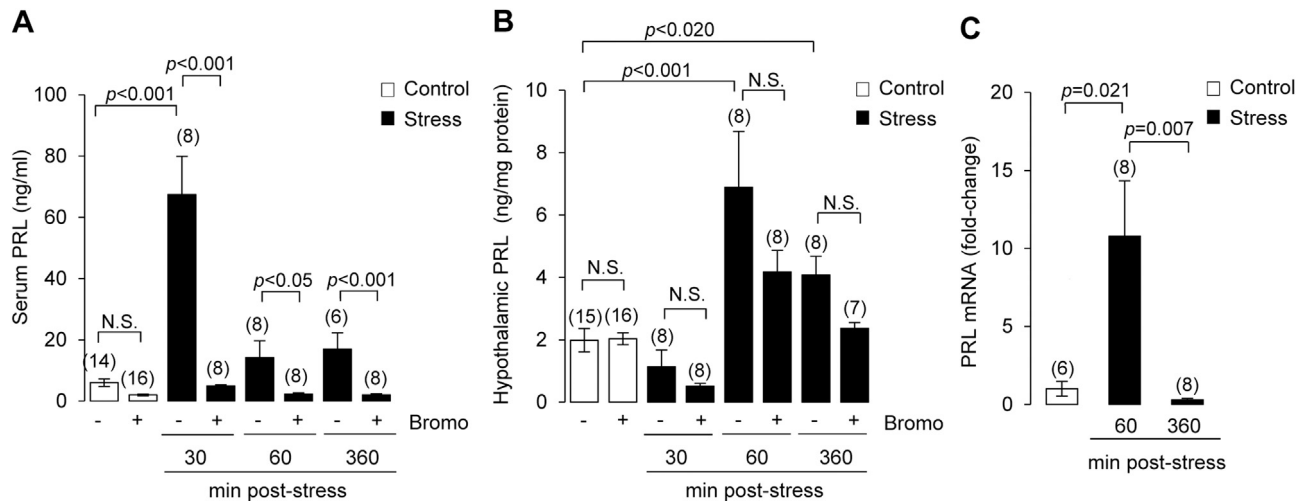 A
p<0.001
p<0.001
Control
Stress
100
80
60
40
20
0
Serum PRL (ng/ml)
N.S.
p<0.05
p<0.001
(14)
(16)
(8)
(8)
(8)
(8)
(6)
(8)
- + - + - + - + Bromo
30 60 360
min post-stress
B
p<0.020
p<0.001
N.S.
Control
Stress
10
8
6
4
2
0
Hypothalamic PRL (ng/mg protein)
N.S.
N.S.
N.S.
(15)
(16)
(8)
(8)
(8)
(8)
(8)
(7)
- + - + - + - + Bromo
30 60 360
min post-stress
C
Control
Stress
p=0.021
p=0.007
20
15
10
5
0
PRL mRNA (fold-change)
(6)
(8)
(8)
60 360
min post-stress